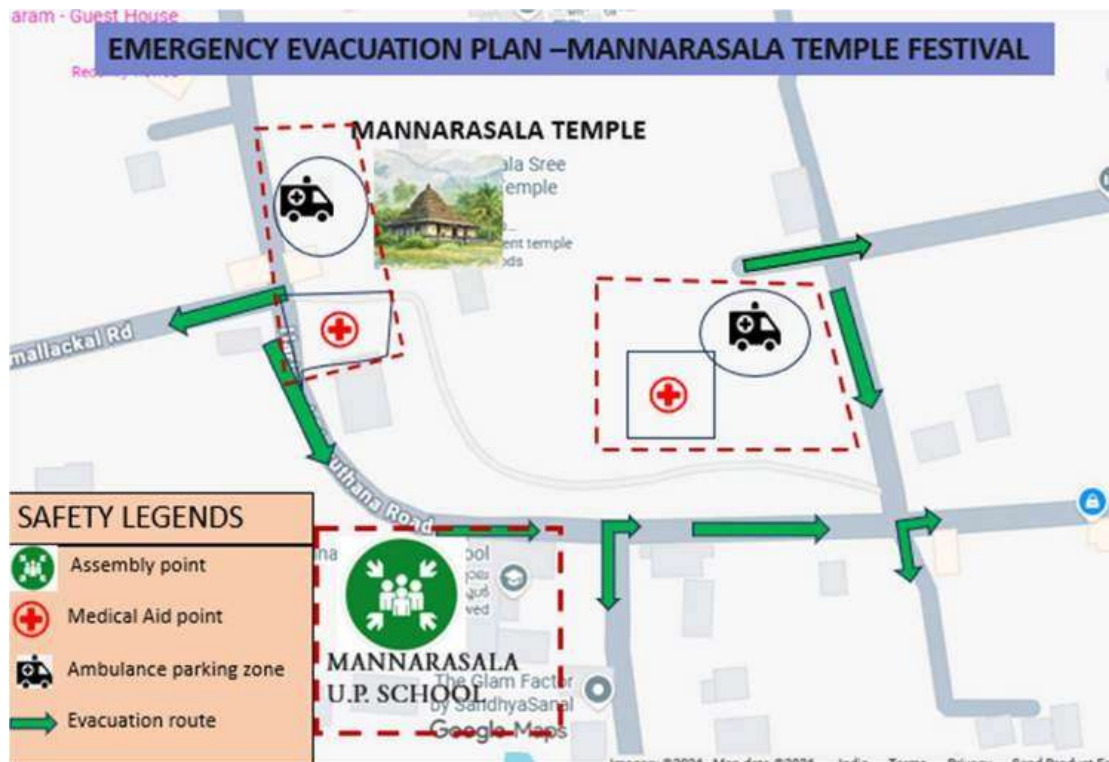 aram - Guest House
EMERGENCY EVACUATION PLAN –MANNARASALA TEMPLE FESTIVAL
MANNARASALA TEMPLE
ala Sree
emple
ent temple
ods
mallackal Rd
uthana Road
SAFETY LEGENDS
Assembly point
Medical Aid point
Ambulance parking zone
Evacuation route
ool
MANNARASALA
U.P. SCHOOL
The Glam Factor
by SandhyaSanal
Google Maps